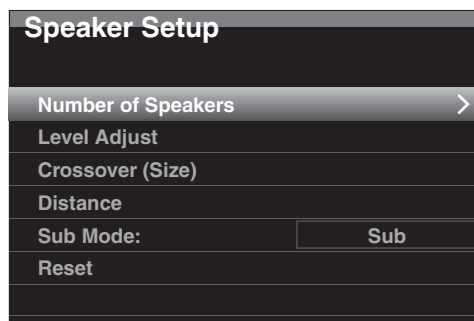 Speaker Setup
Number of Speakers
Level Adjust
Crossover (Size)
Distance
Sub Mode: Sub
Reset